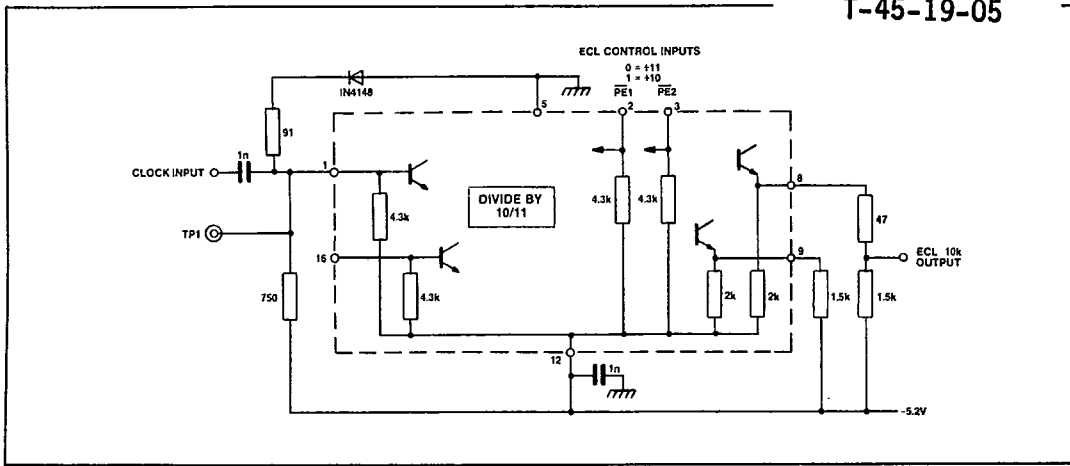 T-45-19-05
ECL CONTROL INPUTS
0 = ÷11
1 = ÷10
PE1
PE2
IN4148
5
2
3
91
1n
CLOCK INPUT
1
TP1
4.3k
DIVIDE BY
10/11
4.3k
4.3k
8
47
16
4.3k
9
ECL 10k
OUTPUT
750
2k
2k
1.5k
1.5k
12
1n
-5.2V